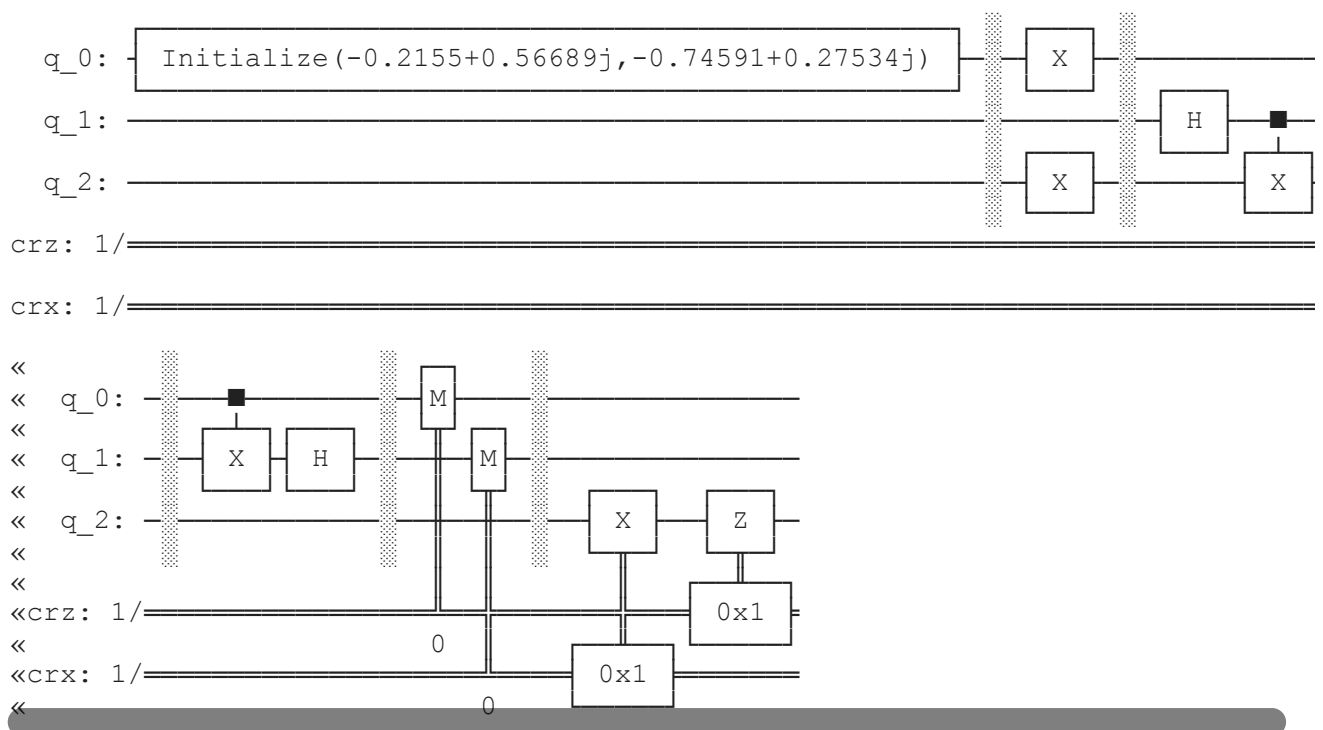 q_0: Initialize(-0.2155+0.56689j,-0.74591+0.27534j) X
q_1: H ■
q_2: X X
crz: 1/
crx: 1/
«
« q_0: ■ M
«
« q_1: X H M
«
« q_2: X Z
«
«
«crz: 1/ 0x1
« 0
«crx: 1/ 0x1
« 0